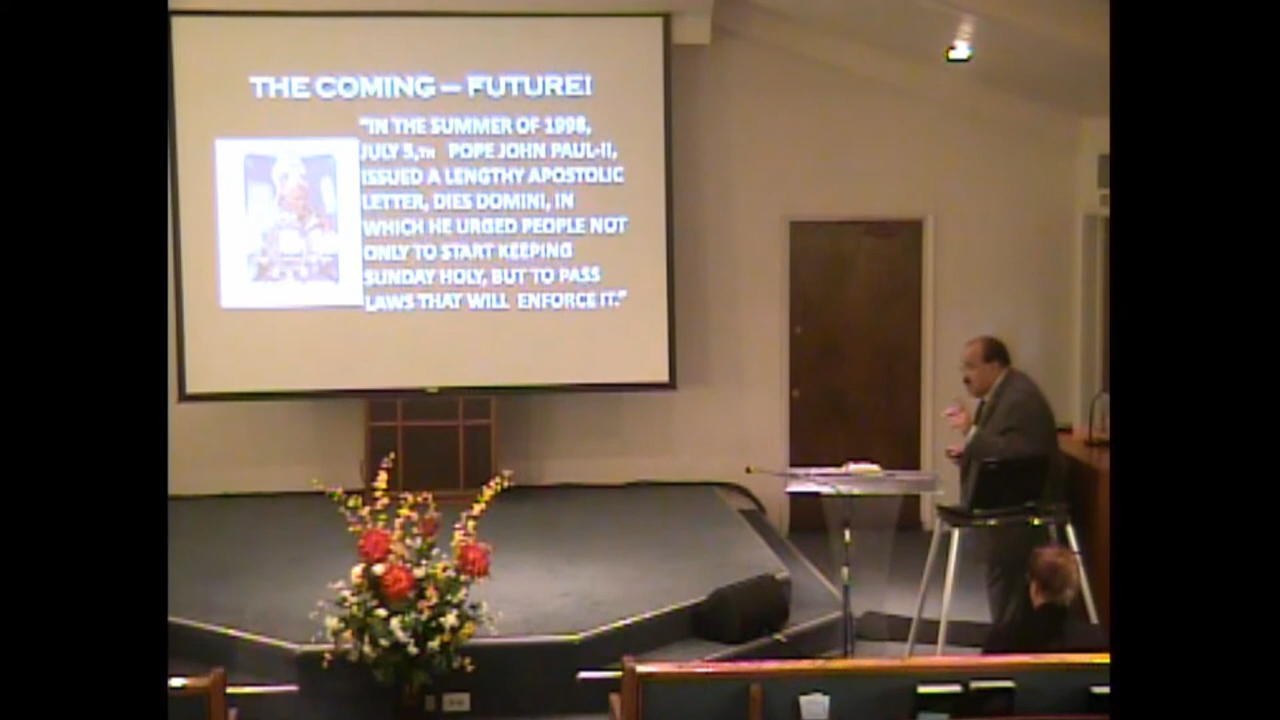 THE COMING — FUTURE!
"IN THE SUMMER OF 1998,
JULY 5,TH POPE JOHN PAUL-II,
ISSUED A LENGTHY APOSTOLIC
LETTER, DIES DOMINI, IN
WHICH HE URGED PEOPLE NOT
ONLY TO START KEEPING
SUNDAY HOLY, BUT TO PASS
LAWS THAT WILL ENFORCE IT."